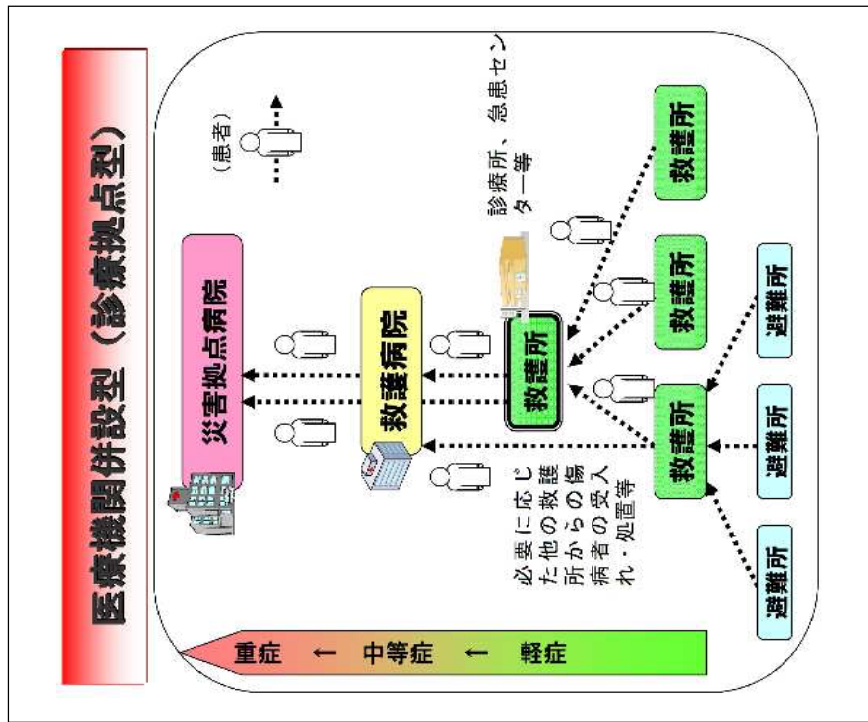 医療機関併設型（診療拠点型）
（患者）
災害拠点病院
救護病院
救護所
診療所、急患セン
ター等
必要に応じ
た他の救護
所からの傷
病者の受入
れ・処置等
救護所
救護所
救護所
避難所
避難所
避難所
重症 ← 中等症 ← 軽症